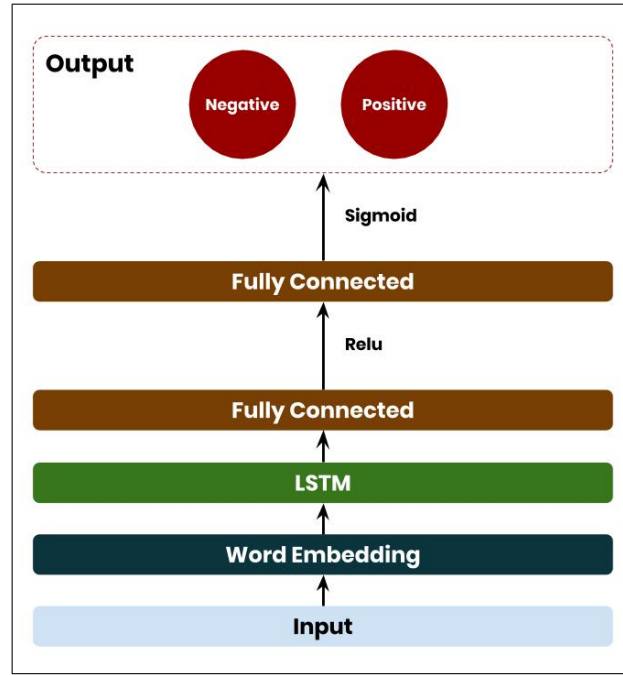 Output
Negative
Positive
Sigmoid
Fully Connected
Relu
Fully Connected
LSTM
Word Embedding
Input